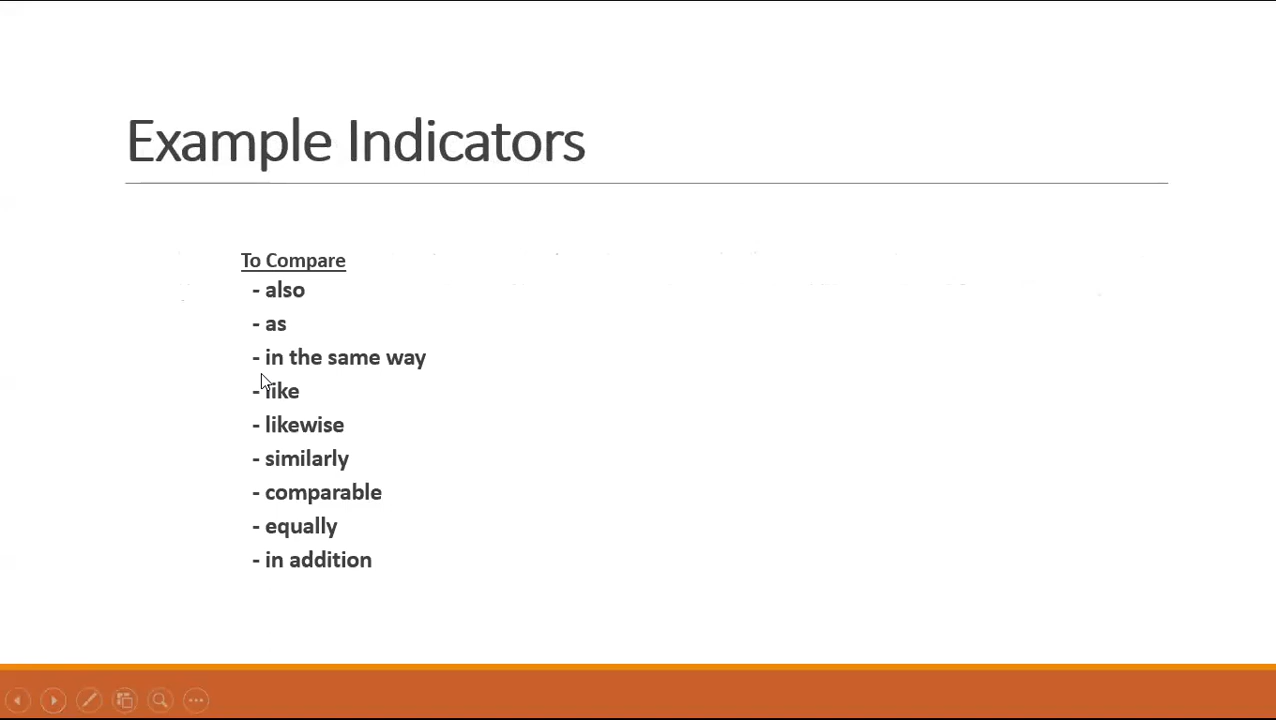 Example Indicators
To Compare
- also
- as
- in the same way
- like
- likewise
- similarly
- comparable
- equally
- in addition